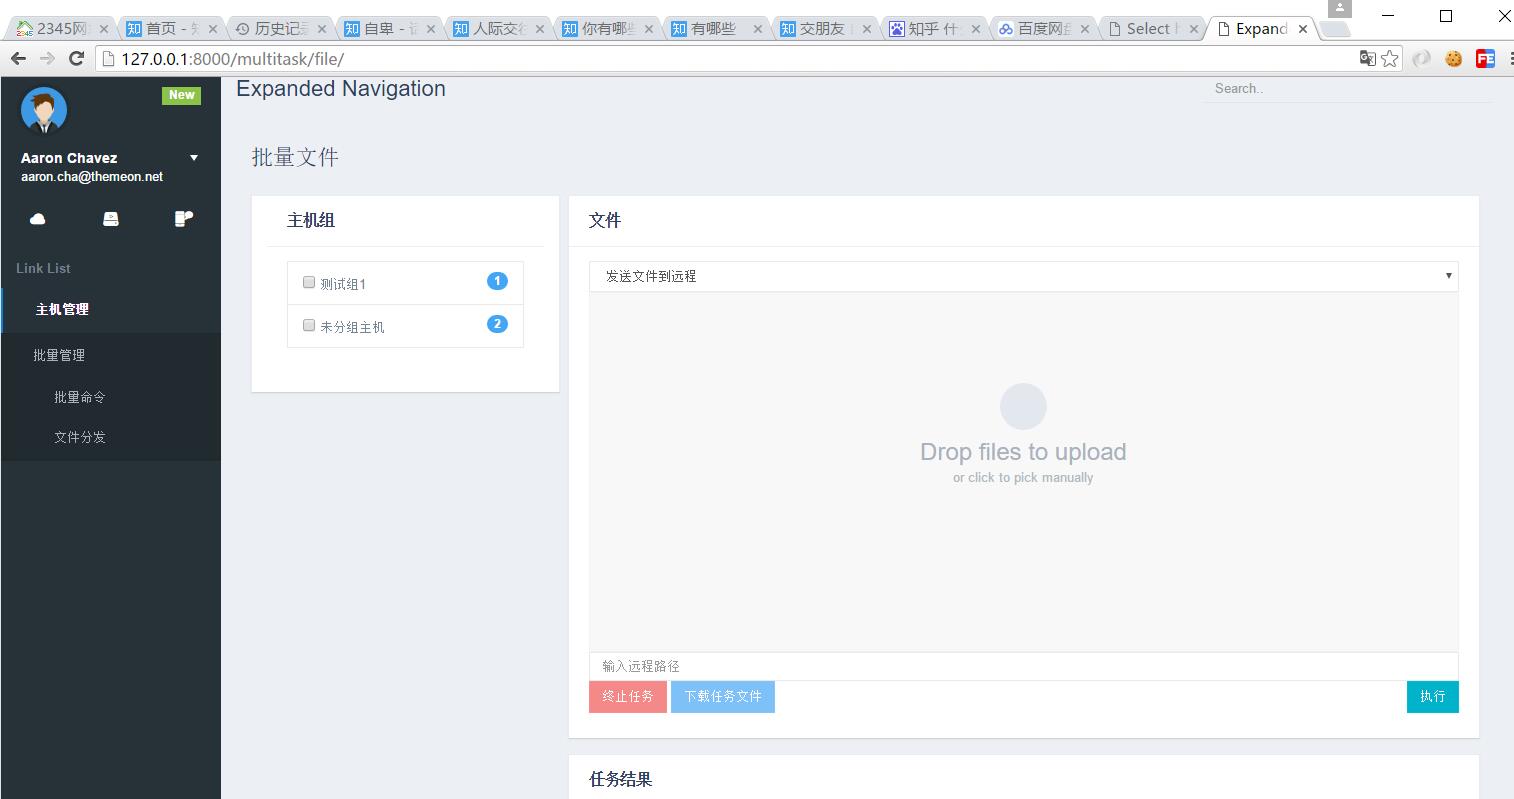 2345网
首页 - 知
历史记录
自卑 - 
人际交往
你有哪些
有哪些
交朋友
知乎 什么
百度网盘
Select h
Expand
127.0.0.1:8000/multitask/file/
New
Expanded Navigation
Search..
Aaron Chavez
aaron.cha@themeon.net
Link List
主机管理
批量管理
批量命令
文件分发
批量文件
主机组
测试组1
1
未分组主机
2
文件
发送文件到远程
Drop files to upload
or click to pick manually
输入远程路径
终止任务
下载任务文件
执行
任务结果